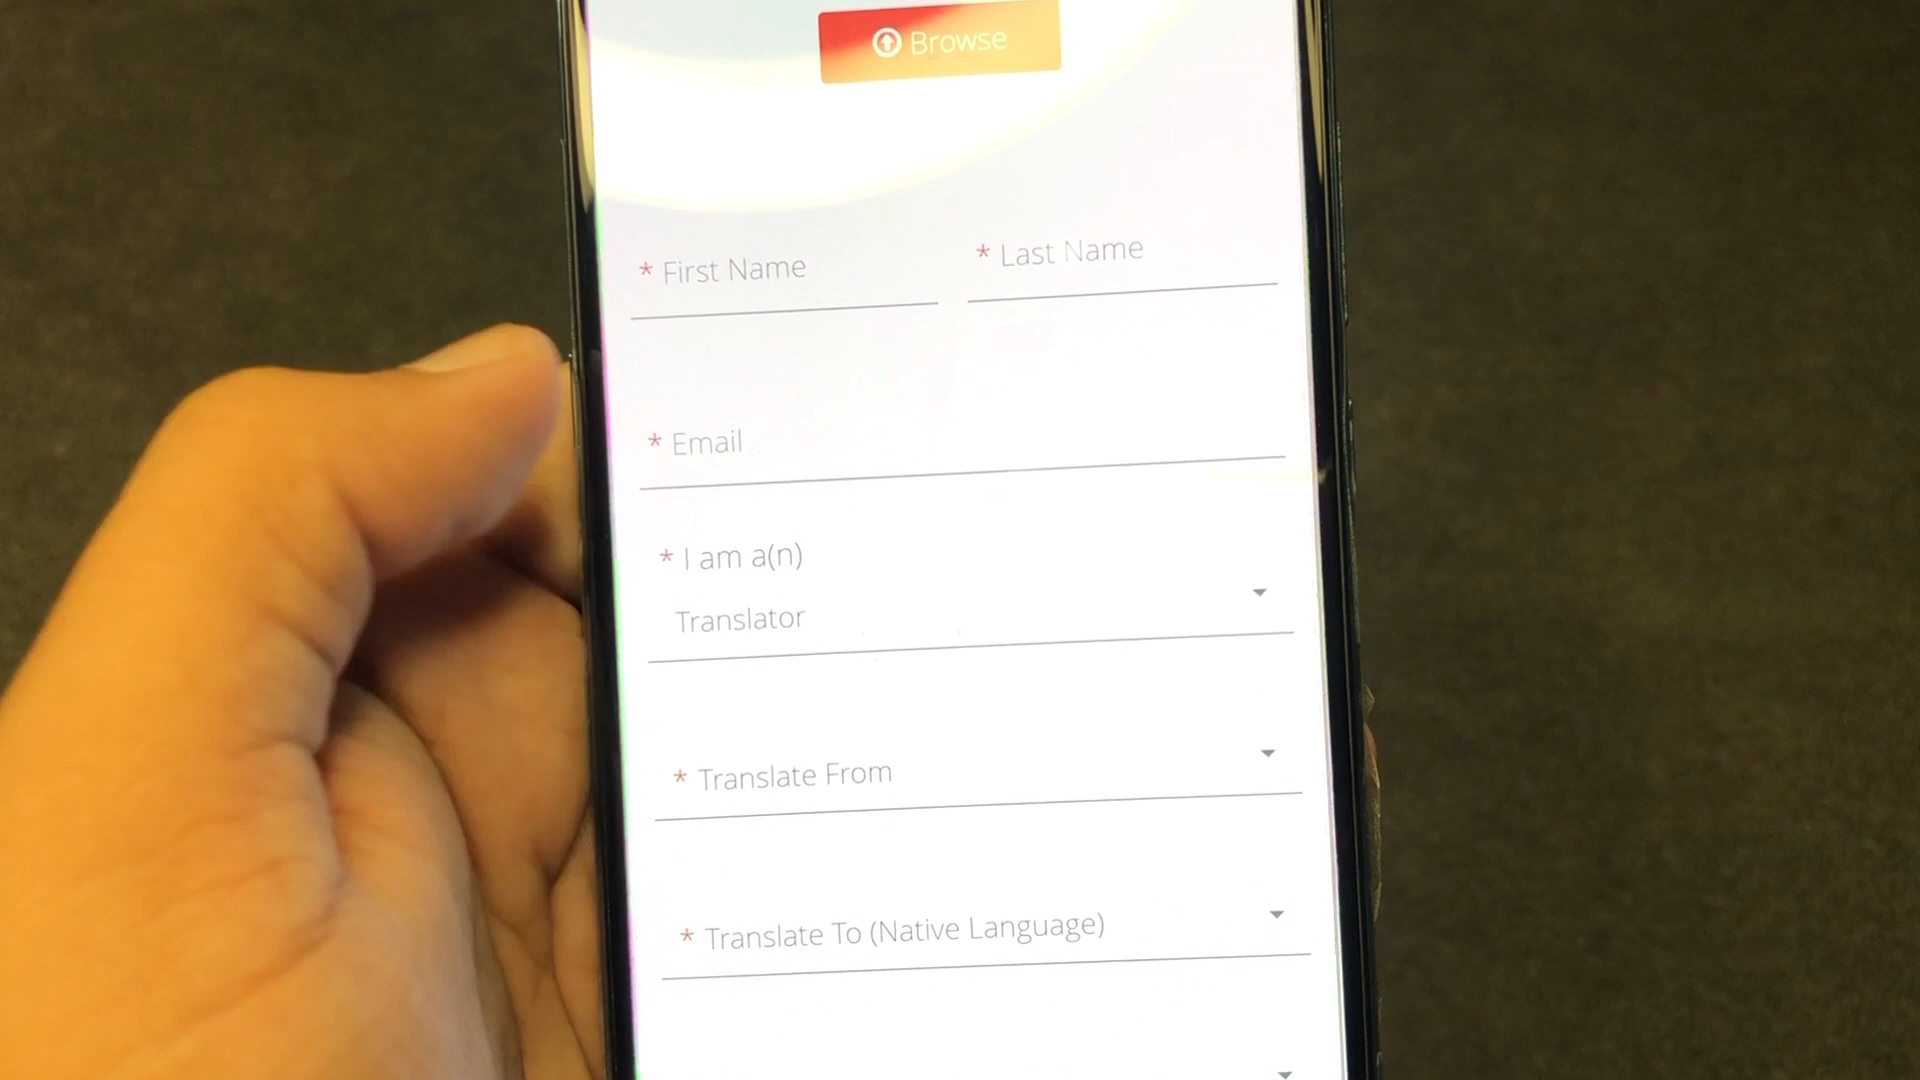 Browse
* First Name
* Last Name
* Email
* I am a(n)
Translator
* Translate From
* Translate To (Native Language)